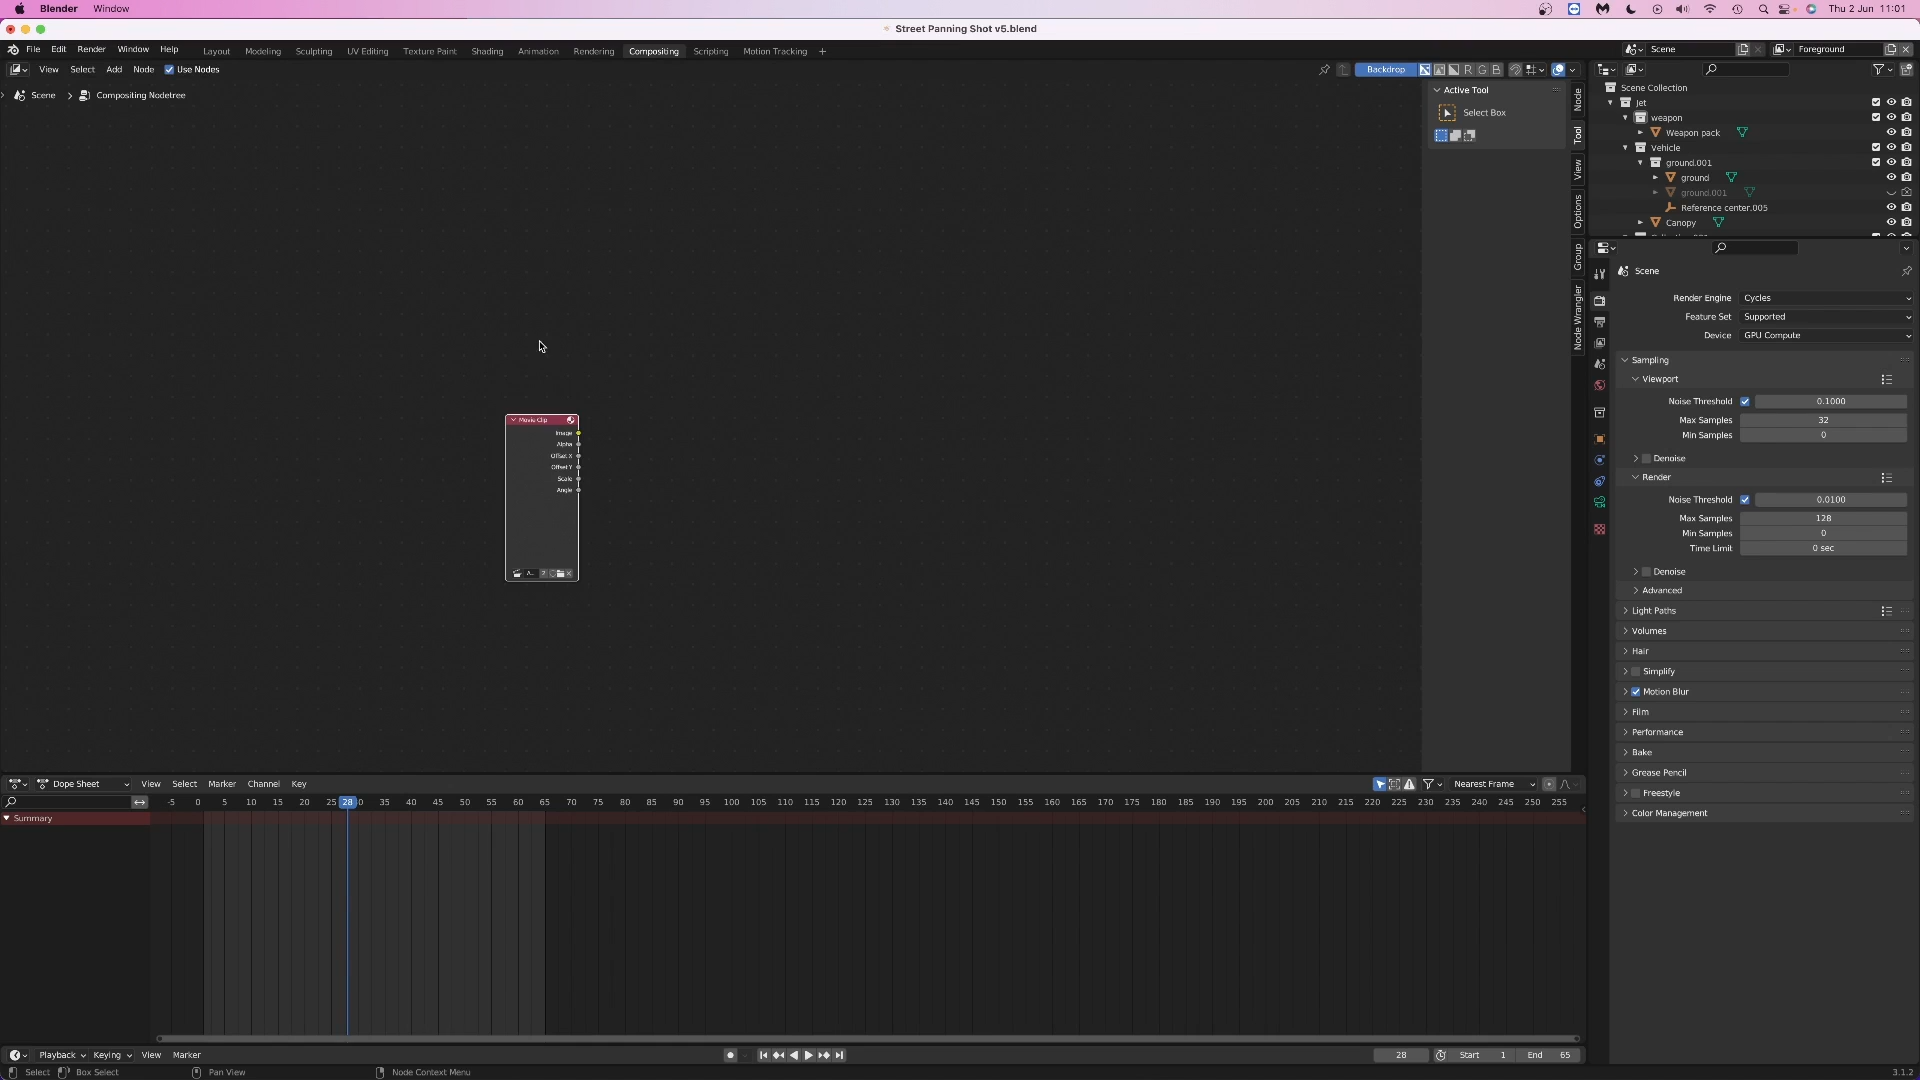 Blender Window Thu 2 Jun 11:01
Street Panning Shot v5.blend
File Edit Render Window Help Layout Modeling Sculpting UV Editing Texture Paint Shading Animation Rendering Compositing Scripting Motion Tracking + Scene Foreground
View Select Add Node Use Nodes Backdrop R G B
Scene > Compositing Nodetree
Active Tool
Select Box
Node
Tool
View
Options
Group
Node Wrangler
Scene Collection
Jet
weapon
Weapon pack
Vehicle
ground.001
ground
ground.001
Reference center.005
Canopy
Scene
Render Engine Cycles
Feature Set Supported
Device GPU Compute
Sampling
Viewport
Noise Threshold 0.1000
Max Samples 32
Min Samples 0
Denoise
Render
Noise Threshold 0.0100
Max Samples 128
Min Samples 0
Time Limit 0 sec
Denoise
Advanced
Light Paths
Volumes
Hair
Simplify
Motion Blur
Film
Performance
Bake
Grease Pencil
Freestyle
Color Management
Movie Clip
Image
Alpha
Offset X
Offset Y
Scale
Angle
A.. 2
Dope Sheet View Select Marker Channel Key Nearest Frame
-5 0 5 10 15 20 25 28 30 35 40 45 50 55 60 65 70 75 80 85 90 95 100 105 110 115 120 125 130 135 140 145 150 155 160 165 170 175 180 185 190 195 200 205 210 215 220 225 230 235 240 245 250 255
Summary
Playback Keying View Marker 28 Start 1 End 65
Select Box Select Pan View Node Context Menu 3.1.2